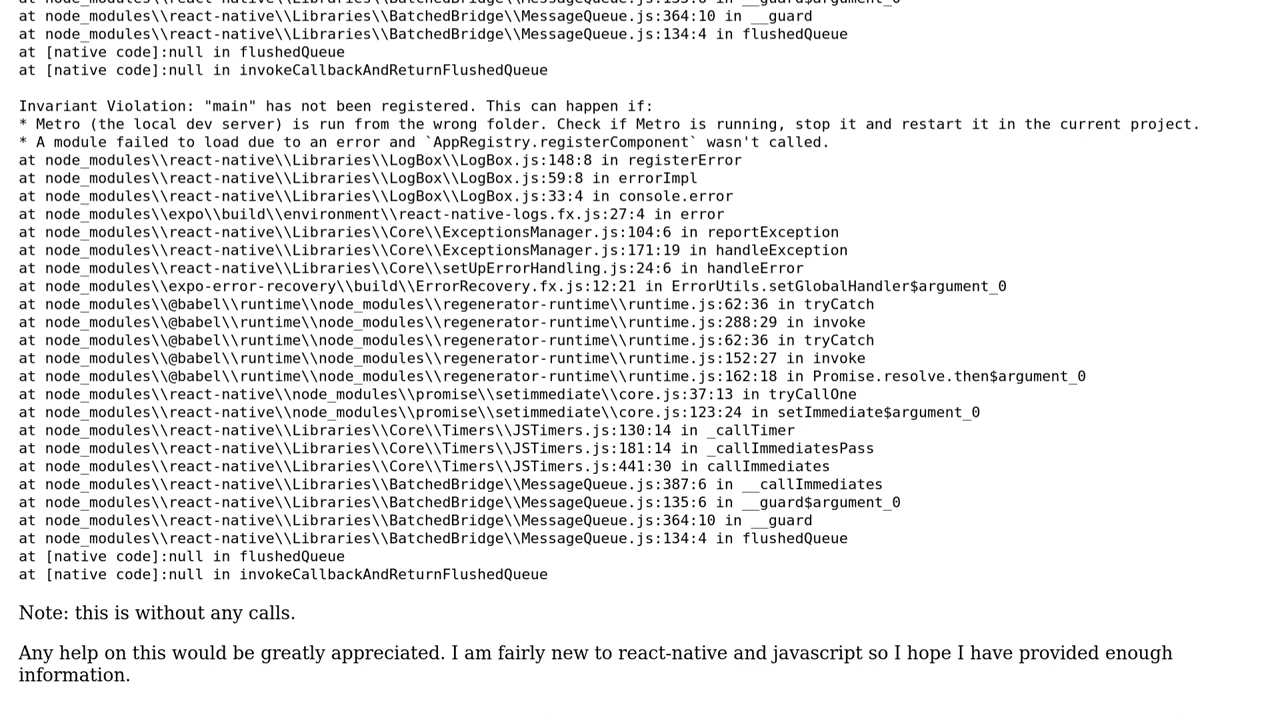 at node_modules\\react-native\\Libraries\\BatchedBridge\\MessageQueue.js:135:6 in __guard$argument_0
at node_modules\\react-native\\Libraries\\BatchedBridge\\MessageQueue.js:364:10 in __guard
at node_modules\\react-native\\Libraries\\BatchedBridge\\MessageQueue.js:134:4 in flushedQueue
at [native code]:null in flushedQueue
at [native code]:null in invokeCallbackAndReturnFlushedQueue
Invariant Violation: "main" has not been registered. This can happen if:
* Metro (the local dev server) is run from the wrong folder. Check if Metro is running, stop it and restart it in the current project.
* A module failed to load due to an error and `AppRegistry.registerComponent` wasn't called.
at node_modules\\react-native\\Libraries\\LogBox\\LogBox.js:148:8 in registerError
at node_modules\\react-native\\Libraries\\LogBox\\LogBox.js:59:8 in errorImpl
at node_modules\\react-native\\Libraries\\LogBox\\LogBox.js:33:4 in console.error
at node_modules\\expo\\build\\environment\\react-native-logs.fx.js:27:4 in error
at node_modules\\react-native\\Libraries\\Core\\ExceptionsManager.js:104:6 in reportException
at node_modules\\react-native\\Libraries\\Core\\ExceptionsManager.js:171:19 in handleException
at node_modules\\react-native\\Libraries\\Core\\setUpErrorHandling.js:24:6 in handleError
at node_modules\\expo-error-recovery\\build\\ErrorRecovery.fx.js:12:21 in ErrorUtils.setGlobalHandler$argument_0
at node_modules\\@babel\\runtime\\node_modules\\regenerator-runtime\\runtime.js:62:36 in tryCatch
at node_modules\\@babel\\runtime\\node_modules\\regenerator-runtime\\runtime.js:288:29 in invoke
at node_modules\\@babel\\runtime\\node_modules\\regenerator-runtime\\runtime.js:62:36 in tryCatch
at node_modules\\@babel\\runtime\\node_modules\\regenerator-runtime\\runtime.js:152:27 in invoke
at node_modules\\@babel\\runtime\\node_modules\\regenerator-runtime\\runtime.js:162:18 in Promise.resolve.then$argument_0
at node_modules\\react-native\\node_modules\\promise\\setimmediate\\core.js:37:13 in tryCallOne
at node_modules\\react-native\\node_modules\\promise\\setimmediate\\core.js:123:24 in setImmediate$argument_0
at node_modules\\react-native\\Libraries\\Core\\Timers\\JSTimers.js:130:14 in _callTimer
at node_modules\\react-native\\Libraries\\Core\\Timers\\JSTimers.js:181:14 in _callImmediatesPass
at node_modules\\react-native\\Libraries\\Core\\Timers\\JSTimers.js:441:30 in callImmediates
at node_modules\\react-native\\Libraries\\BatchedBridge\\MessageQueue.js:387:6 in __callImmediates
at node_modules\\react-native\\Libraries\\BatchedBridge\\MessageQueue.js:135:6 in __guard$argument_0
at node_modules\\react-native\\Libraries\\BatchedBridge\\MessageQueue.js:364:10 in __guard
at node_modules\\react-native\\Libraries\\BatchedBridge\\MessageQueue.js:134:4 in flushedQueue
at [native code]:null in flushedQueue
at [native code]:null in invokeCallbackAndReturnFlushedQueue
Note: this is without any calls.
Any help on this would be greatly appreciated. I am fairly new to react-native and javascript so I hope I have provided enough
information.